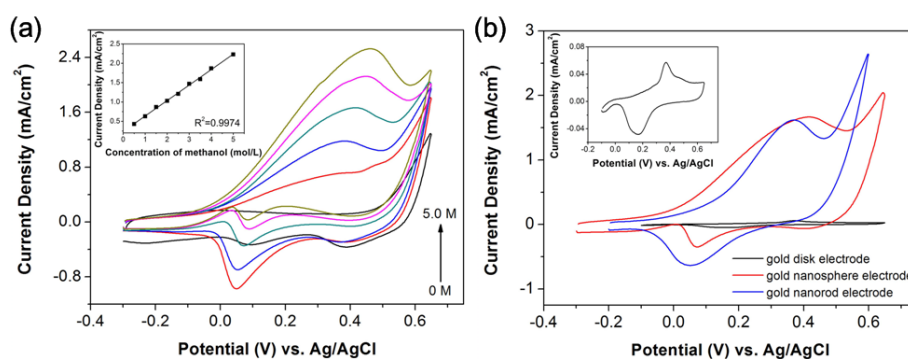 (a)
Current Density (mA/cm²)
2.4
1.6
0.8
0.0
-0.8
-0.4
-0.2
0.0
0.2
0.4
0.6
Potential (V) vs. Ag/AgCl
5.0 M
0 M
Current Density (mA/cm²)
2.5
2.0
1.5
1.0
0.5
0
1
2
3
4
5
R²=0.9974
Concentration of methanol (mol/L)
(b)
Current Density (mA/cm²)
3
2
1
0
-1
-0.4
-0.2
0.0
0.2
0.4
0.6
Potential (V) vs. Ag/AgCl
gold disk electrode
gold nanosphere electrode
gold nanorod electrode
Current Density (mA/cm²)
0.08
0.04
0.00
-0.04
-0.2
0.0
0.2
0.4
0.6
Potential (V) vs. Ag/AgCl